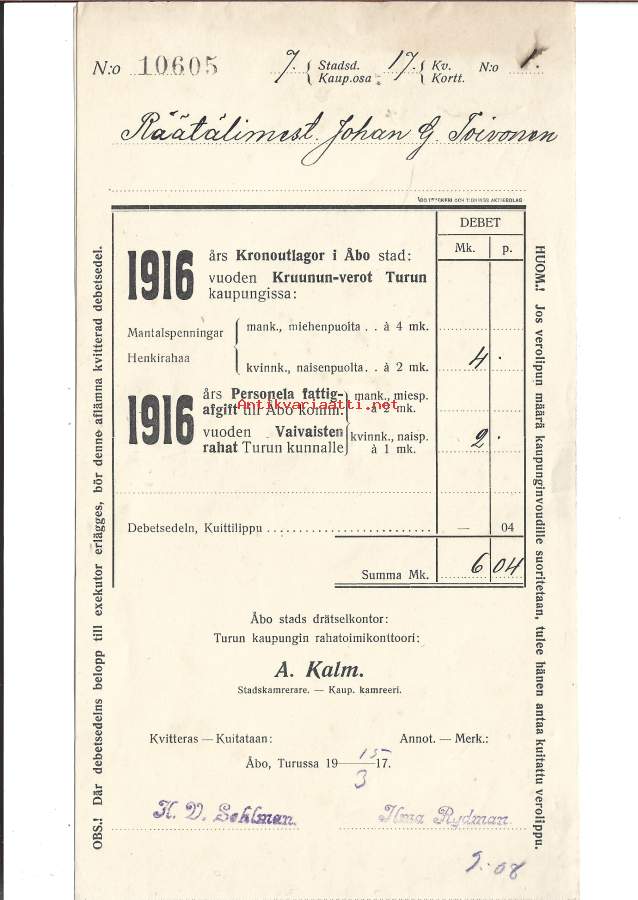 N:o 10605 7. Stadsd. Kaup.osa 17. Kv. Kortt. N:o 1.
Räätälimest. Johan G. Toivonen
ÅBO TRYCKERI OCH TIDNINGS AKTIEBOLAG
DEBET
Mk. p.
1916 års Kronoutlagor i Åbo stad:
vuoden Kruunun-verot Turun
kaupungissa:
Mantalspenningar mank., miehenpuolta . . à 4 mk.
Henkirahaa kvinnk., naisenpuolta. . à 2 mk. 4 .
1916 års Personela fattig-
afgift till Åbo komm. mank., miesp. à 2 mk.
vuoden Vaivaisten
rahat Turun kunnalle kvinnk., naisp. à 1 mk. 2 .
Antikvariaatti.net
Debetsedeln, Kuittilippu — 04
Summa Mk. 6 04
Åbo stads drätselkontor:
Turun kaupungin rahatoimikonttoori:
A. Kalm.
Stadskamrerare. — Kaup. kamreeri.
Kvitteras — Kuitataan: Annot. — Merk.:
Åbo, Turussa 19 15/3 17.
H. V. Sohlman. Ilma Rydman.
9.08
OBS.! Där debetsedelns belopp till exekutor erlägges, bör denne aflämna kvitterad debetsedel.
HUOM.! Jos verolipun määrä kaupunginvoudille suoritetaan, tulee hänen antaa kuitattu verolippu.